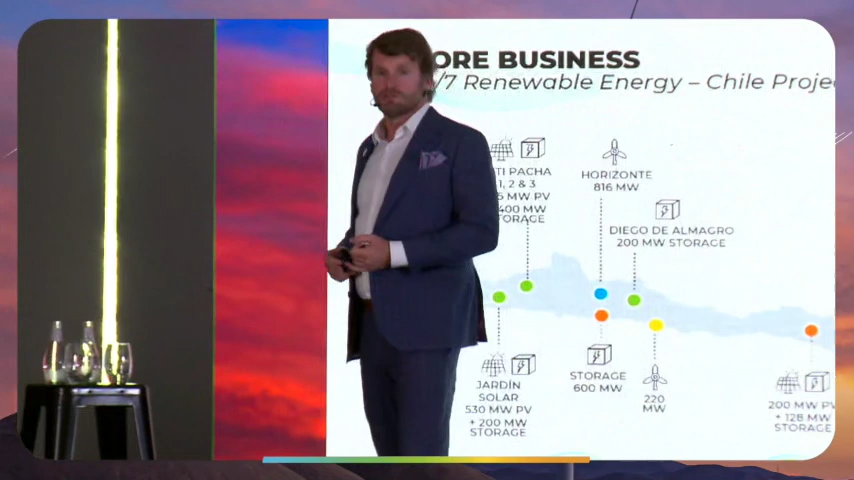 ORE BUSINESS
/7 Renewable Energy – Chile Proje
TI PACHA
1, 2 & 3
MW PV
400 MW
STORAGE
HORIZONTE
816 MW
DIEGO DE ALMAGRO
200 MW STORAGE
JARDÍN
SOLAR
530 MW PV
+ 200 MW
STORAGE
STORAGE
600 MW
220
MW
200 MW PV
+ 128 MW
STORAGE